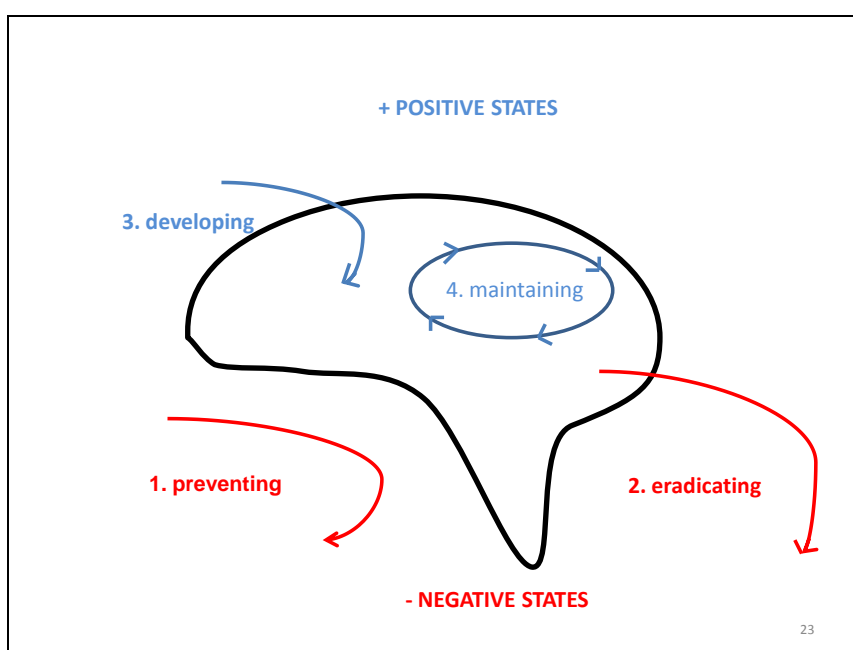 + POSITIVE STATES
3. developing
4. maintaining
1. preventing
2. eradicating
- NEGATIVE STATES
23